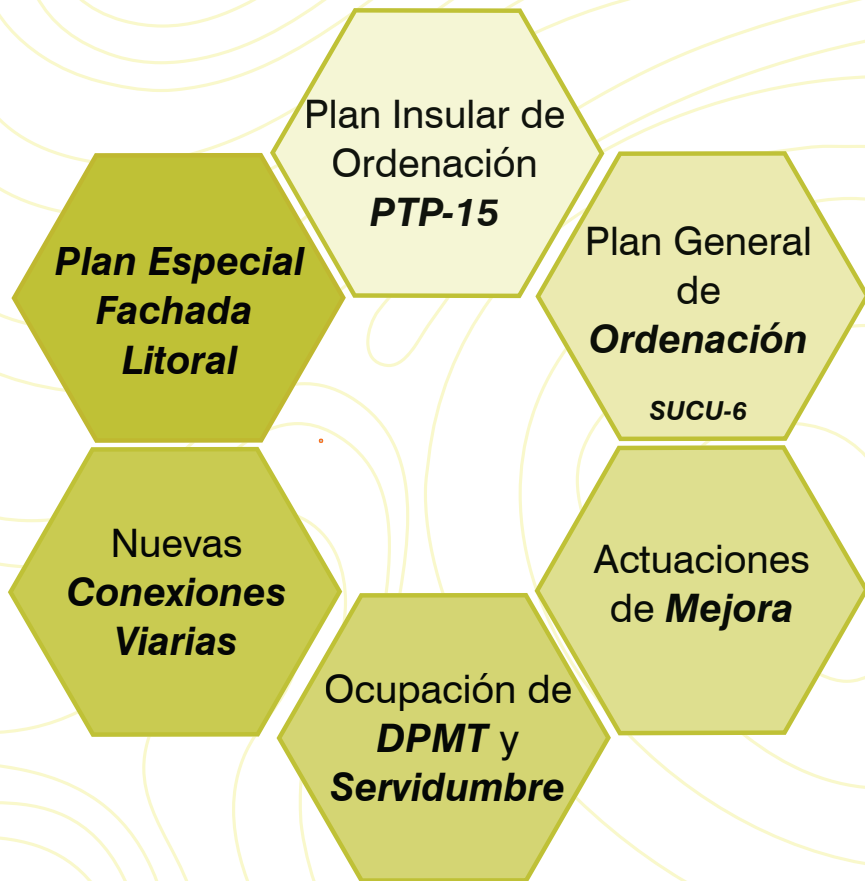 Plan Insular de
Ordenación
PTP-15
Plan General
de
Ordenación
SUCU-6
Actuaciones
de Mejora
Ocupación de
DPMT y
Servidumbre
Nuevas
Conexiones
Viarias
Plan Especial
Fachada
Litoral